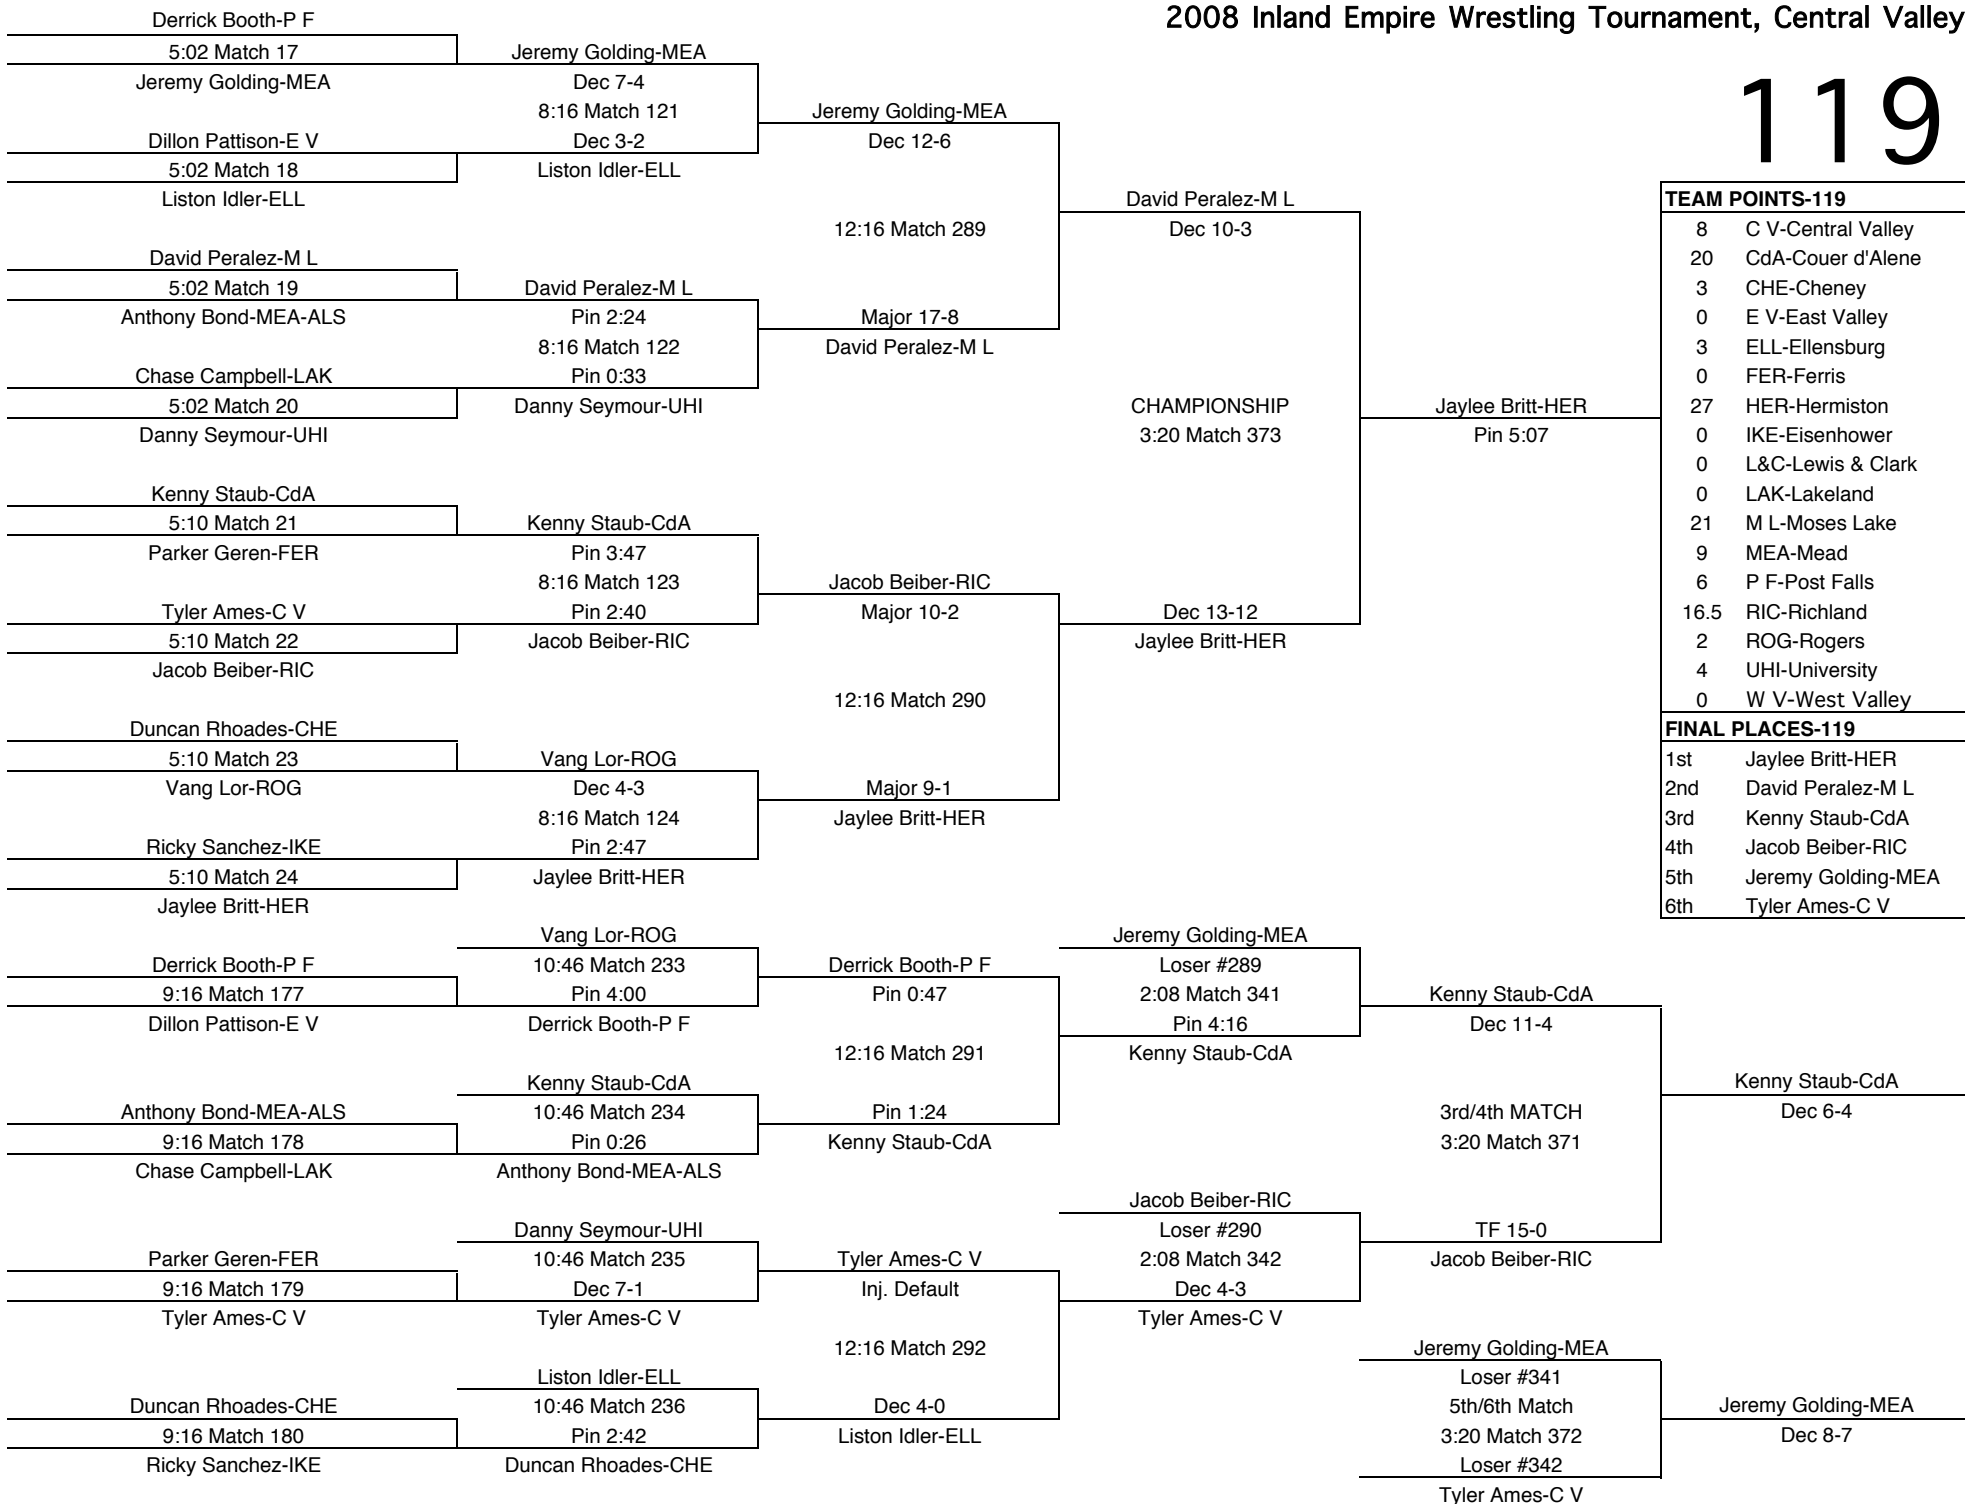 2008 Inland Empire Wrestling Tournament, Central Valley
119
Derrick Booth-P F
5:02 Match 17
Jeremy Golding-MEA
Dillon Pattison-E V
5:02 Match 18
Liston Idler-ELL
David Peralez-M L
5:02 Match 19
Anthony Bond-MEA-ALS
Chase Campbell-LAK
5:02 Match 20
Danny Seymour-UHI
Kenny Staub-CdA
5:10 Match 21
Parker Geren-FER
Tyler Ames-C V
5:10 Match 22
Jacob Beiber-RIC
Duncan Rhoades-CHE
5:10 Match 23
Vang Lor-ROG
Ricky Sanchez-IKE
5:10 Match 24
Jaylee Britt-HER
Jeremy Golding-MEA
Dec 7-4
8:16 Match 121
Dec 3-2
Liston Idler-ELL
David Peralez-M L
Pin 2:24
8:16 Match 122
Pin 0:33
Danny Seymour-UHI
Kenny Staub-CdA
Pin 3:47
8:16 Match 123
Pin 2:40
Jacob Beiber-RIC
Vang Lor-ROG
Dec 4-3
8:16 Match 124
Pin 2:47
Jaylee Britt-HER
Jeremy Golding-MEA
Dec 12-6
12:16 Match 289
Major 17-8
David Peralez-M L
Jacob Beiber-RIC
Major 10-2
12:16 Match 290
Major 9-1
Jaylee Britt-HER
David Peralez-M L
Dec 10-3
CHAMPIONSHIP
3:20 Match 373
Dec 13-12
Jaylee Britt-HER
Jaylee Britt-HER
Pin 5:07
TEAM POINTS-119
8 C V-Central Valley
20 CdA-Couer d'Alene
3 CHE-Cheney
0 E V-East Valley
3 ELL-Ellensburg
0 FER-Ferris
27 HER-Hermiston
0 IKE-Eisenhower
0 L&C-Lewis & Clark
0 LAK-Lakeland
21 M L-Moses Lake
9 MEA-Mead
6 P F-Post Falls
16.5 RIC-Richland
2 ROG-Rogers
4 UHI-University
0 W V-West Valley
FINAL PLACES-119
1st Jaylee Britt-HER
2nd David Peralez-M L
3rd Kenny Staub-CdA
4th Jacob Beiber-RIC
5th Jeremy Golding-MEA
6th Tyler Ames-C V
Derrick Booth-P F
9:16 Match 177
Dillon Pattison-E V
Anthony Bond-MEA-ALS
9:16 Match 178
Chase Campbell-LAK
Parker Geren-FER
9:16 Match 179
Tyler Ames-C V
Duncan Rhoades-CHE
9:16 Match 180
Ricky Sanchez-IKE
Vang Lor-ROG
10:46 Match 233
Pin 4:00
Derrick Booth-P F
Kenny Staub-CdA
10:46 Match 234
Pin 0:26
Anthony Bond-MEA-ALS
Danny Seymour-UHI
10:46 Match 235
Dec 7-1
Tyler Ames-C V
Liston Idler-ELL
10:46 Match 236
Pin 2:42
Duncan Rhoades-CHE
Derrick Booth-P F
Pin 0:47
12:16 Match 291
Pin 1:24
Kenny Staub-CdA
Tyler Ames-C V
Inj. Default
12:16 Match 292
Dec 4-0
Liston Idler-ELL
Jeremy Golding-MEA
Loser #289
2:08 Match 341
Pin 4:16
Kenny Staub-CdA
Jacob Beiber-RIC
Loser #290
2:08 Match 342
Dec 4-3
Tyler Ames-C V
Kenny Staub-CdA
Dec 11-4
3rd/4th MATCH
3:20 Match 371
TF 15-0
Jacob Beiber-RIC
Jeremy Golding-MEA
Loser #341
5th/6th Match
3:20 Match 372
Loser #342
Tyler Ames-C V
Kenny Staub-CdA
Dec 6-4
Jeremy Golding-MEA
Dec 8-7